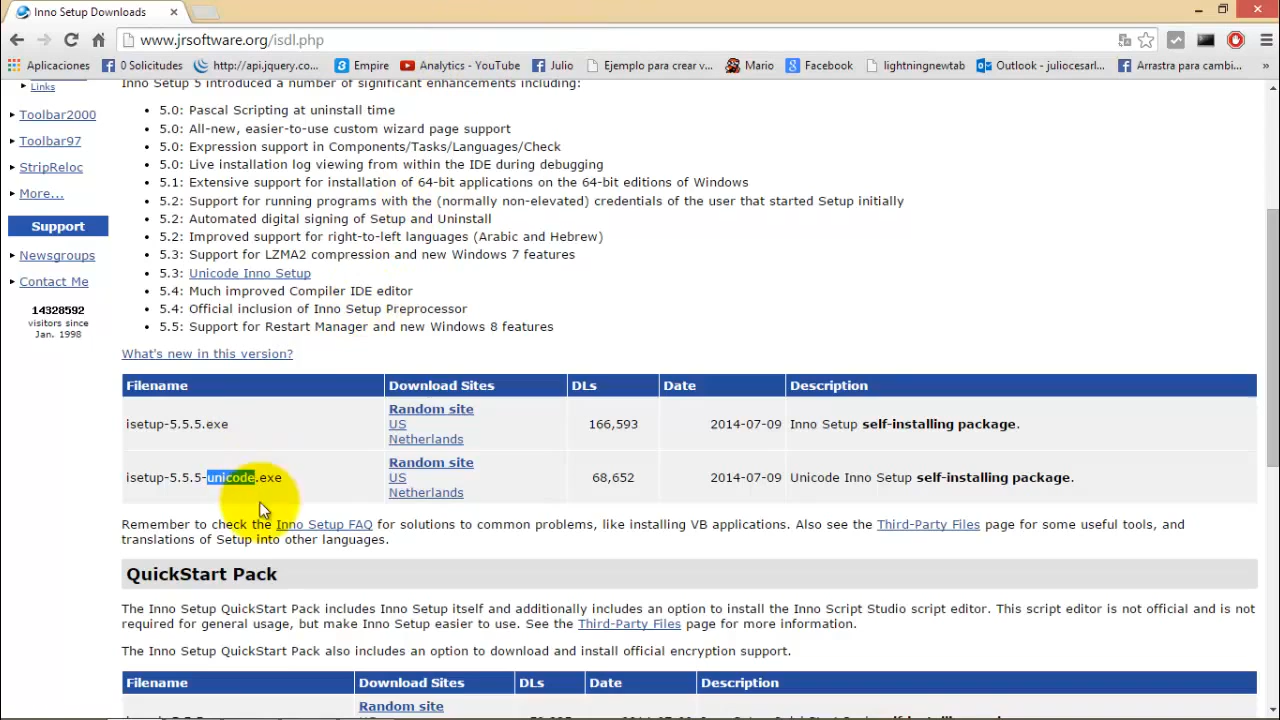 Inno Setup Downloads
www.jrsoftware.org/isdl.php
Aplicaciones 0 Solicitudes http://api.jquery.co... Empire Analytics - YouTube Julio Ejemplo para crear v... Mario Facebook lightningnewtab Outlook - juliocesarl... Arrastra para cambi... »
Links
Toolbar2000
Toolbar97
StripReloc
More...
Support
Newsgroups
Contact Me
14328592
visitors since
Jan. 1998
Inno Setup 5 introduced a number of significant enhancements including:
• 5.0: Pascal Scripting at uninstall time
• 5.0: All-new, easier-to-use custom wizard page support
• 5.0: Expression support in Components/Tasks/Languages/Check
• 5.0: Live installation log viewing from within the IDE during debugging
• 5.1: Extensive support for installation of 64-bit applications on the 64-bit editions of Windows
• 5.2: Support for running programs with the (normally non-elevated) credentials of the user that started Setup initially
• 5.2: Automated digital signing of Setup and Uninstall
• 5.2: Improved support for right-to-left languages (Arabic and Hebrew)
• 5.3: Support for LZMA2 compression and new Windows 7 features
• 5.3: Unicode Inno Setup
• 5.4: Much improved Compiler IDE editor
• 5.4: Official inclusion of Inno Setup Preprocessor
• 5.5: Support for Restart Manager and new Windows 8 features
What's new in this version?
Filename Download Sites DLs Date Description
Random site
isetup-5.5.5.exe US 166,593 2014-07-09 Inno Setup self-installing package.
Netherlands
Random site
isetup-5.5.5-unicode.exe US 68,652 2014-07-09 Unicode Inno Setup self-installing package.
Netherlands
Remember to check the Inno Setup FAQ for solutions to common problems, like installing VB applications. Also see the Third-Party Files page for some useful tools, and
translations of Setup into other languages.
QuickStart Pack
The Inno Setup QuickStart Pack includes Inno Setup itself and additionally includes an option to install the Inno Script Studio script editor. This script editor is not official and is not
required for general usage, but make Inno Setup easier to use. See the Third-Party Files page for more information.
The Inno Setup QuickStart Pack also includes an option to download and install official encryption support.
Filename Download Sites DLs Date Description
Random site